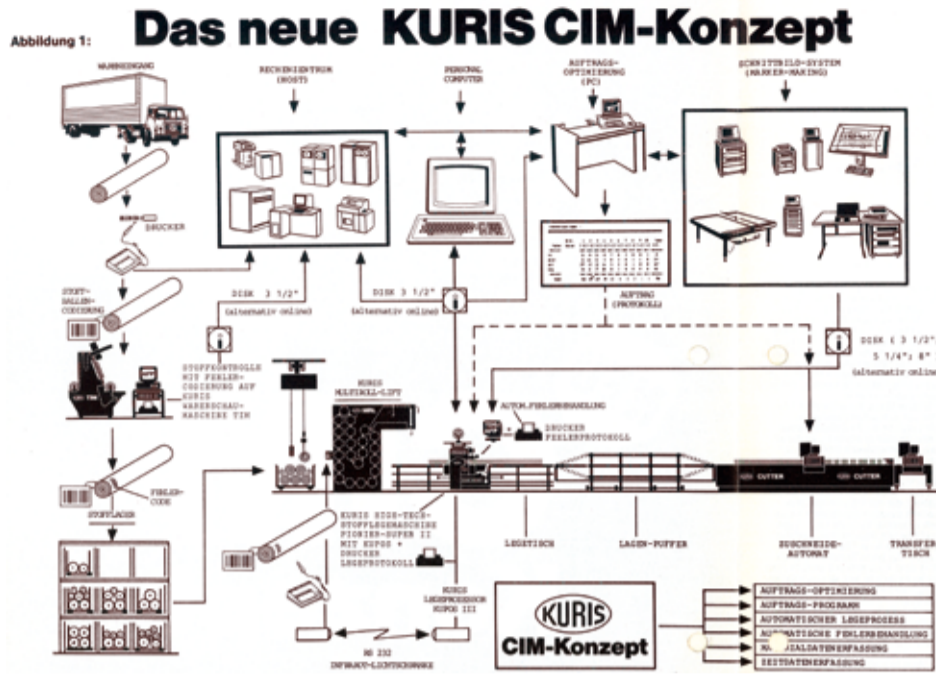 Abbildung 1:
Das neue KURIS CIM-Konzept
WARENEINGANG
RECHENZENTRUM
(HOST)
PERSONAL
COMPUTER
AUFTRAGS-
OPTIMIERUNG
(PC)
SCHNITTBILD-SYSTEM
(MARKER-MAKING)
DRUCKER
BALLEN-
CODIERUNG
DISK 3 1/2"
(alternativ online)
DISK 3 1/2"
(alternativ online)
AUFTRAG
(PROTOKOLL)
DISK ( 3 1/2"
5 1/4"; 8"
(alternativ online
STOFFKONTROLLE
MIT FEHLER-
CODIERUNG AUF
KURIS
WARENSCHAU-
MASCHINE TIM
TIM
KURIS
MULTIROLL-LIFT
AUTOM.FEHLERBEHANDLUNG
DRUCKER
FEHLERPROTOKOLL
CUTTER
CUTTER
FEHLER-
CODE
STOFFLAGER
KURIS HIGH-TECH-
STOFFLEGEMASCHINE
PIONIER-SUPER II
MIT KUPOS +
DRUCKER
LEGEPROTOKOLL
LEGETISCH
LAGEN-PUFFER
ZUSCHNEIDE-
AUTOMAT
TRANSFER
TISCH
KURIS
LEGEPROZESSOR
KUPOS III
RS 232
INFRAROT-LICHTSCHRANKE
KURIS
CIM-Konzept
AUFTRAGS-OPTIMIERUNG
AUFTRAGS-PROGRAMM
AUTOMATISCHER LEGEPROZESS
AUTOMATISCHE FEHLERBEHANDLUNG
ZEITDATENERFASSUNG